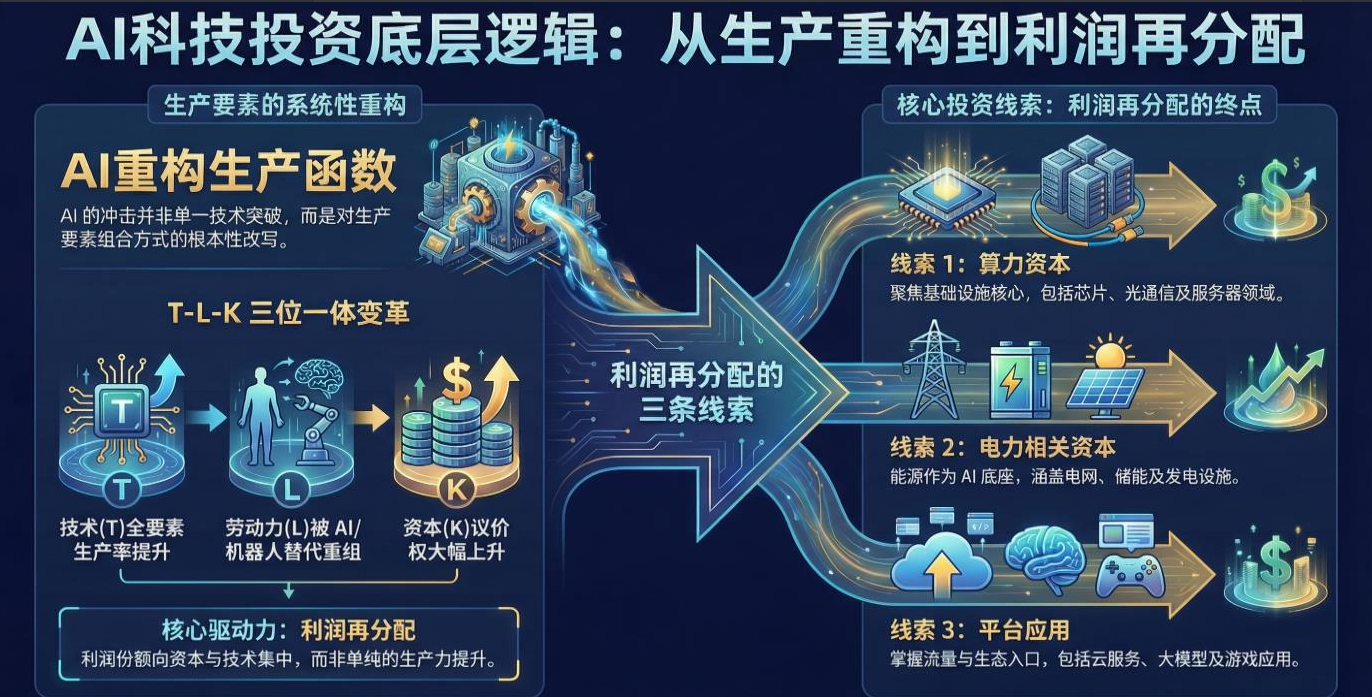 AI科技投资底层逻辑：从生产重构到利润再分配
生产要素的系统性重构
AI重构生产函数
AI 的冲击并非单一技术突破，而是对生产
要素组合方式的根本性改写。
T-L-K 三位一体变革
T
$
T
L
K
技术(T)全要素
生产率提升
劳动力(L)被 AI/
机器人替代重组
资本(K)议价
权大幅上升
核心驱动力：利润再分配
利润份额向资本与技术集中，而非单纯的生产力提升。
利润再分配的
三条线索
核心投资线索：利润再分配的终点
$
$
$
线索 1：算力资本
聚焦基础设施核心，包括芯片、光通信及服务器领域。
线索 2：电力相关资本
能源作为 AI 底座，涵盖电网、储能及发电设施。
</>
$
线索 3：平台应用
掌握流量与生态入口，包括云服务、大模型及游戏应用。